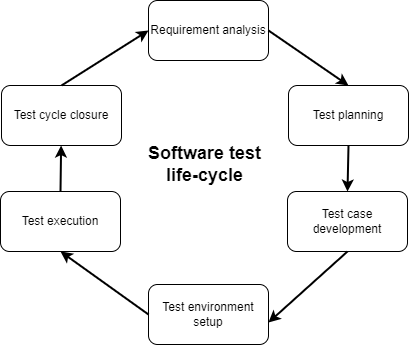 Requirement analysis
Test planning
Test case
development
Test environment
setup
Test execution
Test cycle closure
Software test
life-cycle